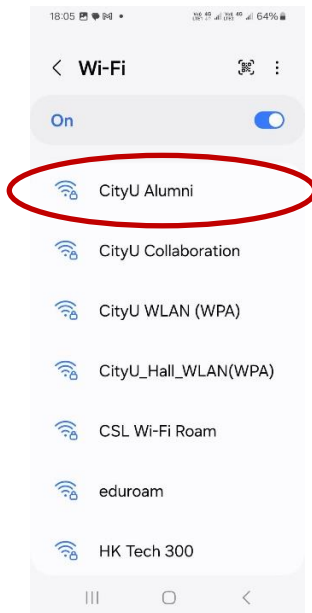 18:05
64%
Wi-Fi
On
CityU Alumni
CityU Collaboration
CityU WLAN (WPA)
CityU_Hall_WLAN(WPA)
CSL Wi-Fi Roam
eduroam
HK Tech 300